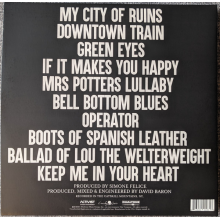 MY CITY OF RUINS
DOWNTOWN TRAIN
GREEN EYES
IF IT MAKES YOU HAPPY
MRS POTTERS LULLABY
BELL BOTTOM BLUES
OPERATOR
BOOTS OF SPANISH LEATHER
BALLAD OF LOU THE WELTERWEIGHT
KEEP ME IN YOUR HEART
PRODUCED BY SIMONE FELICE
PRODUCED, MIXED & ENGINEERED BY DAVID BARON